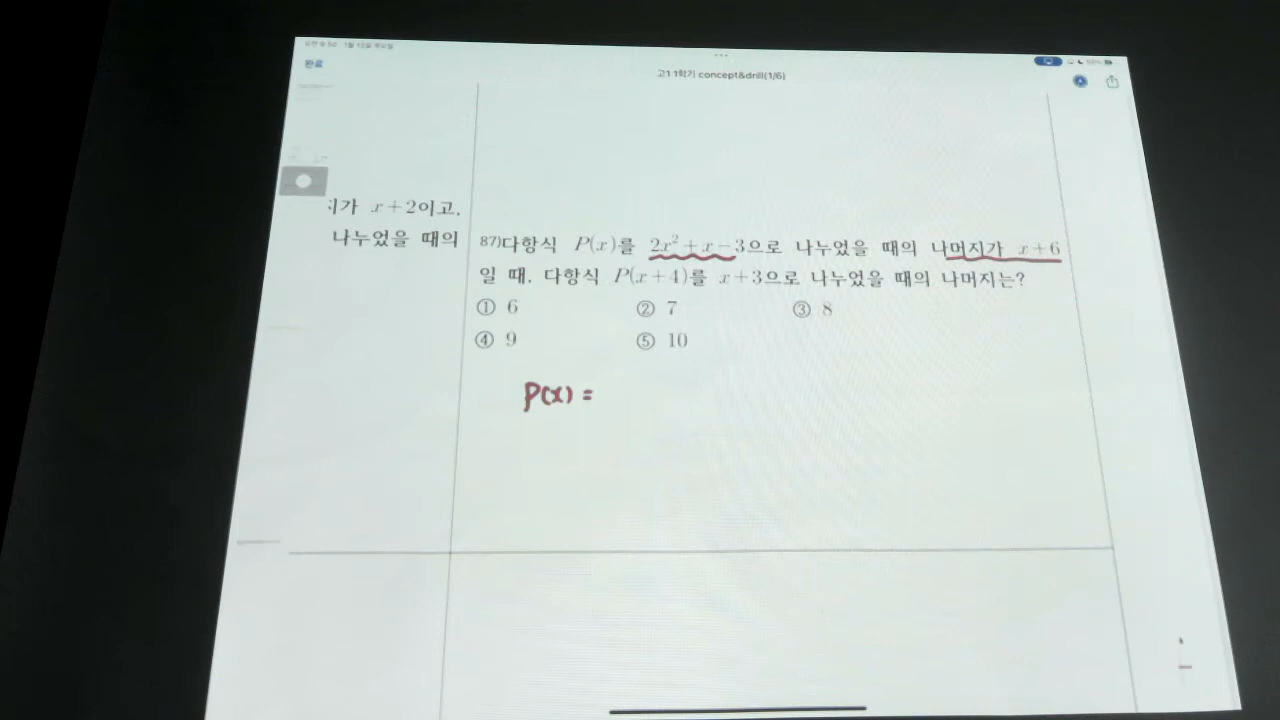 완료
고1 1학기 concept&drill(1/6)
가 x+2이고,
나누었을 때의
87)다항식 P(x)를 2x²+x-3으로 나누었을 때의 나머지가 x+6
일 때, 다항식 P(x+4)를 x+3으로 나누었을 때의 나머지는?
① 6 ② 7 ③ 8
④ 9 ⑤ 10
P(x) =